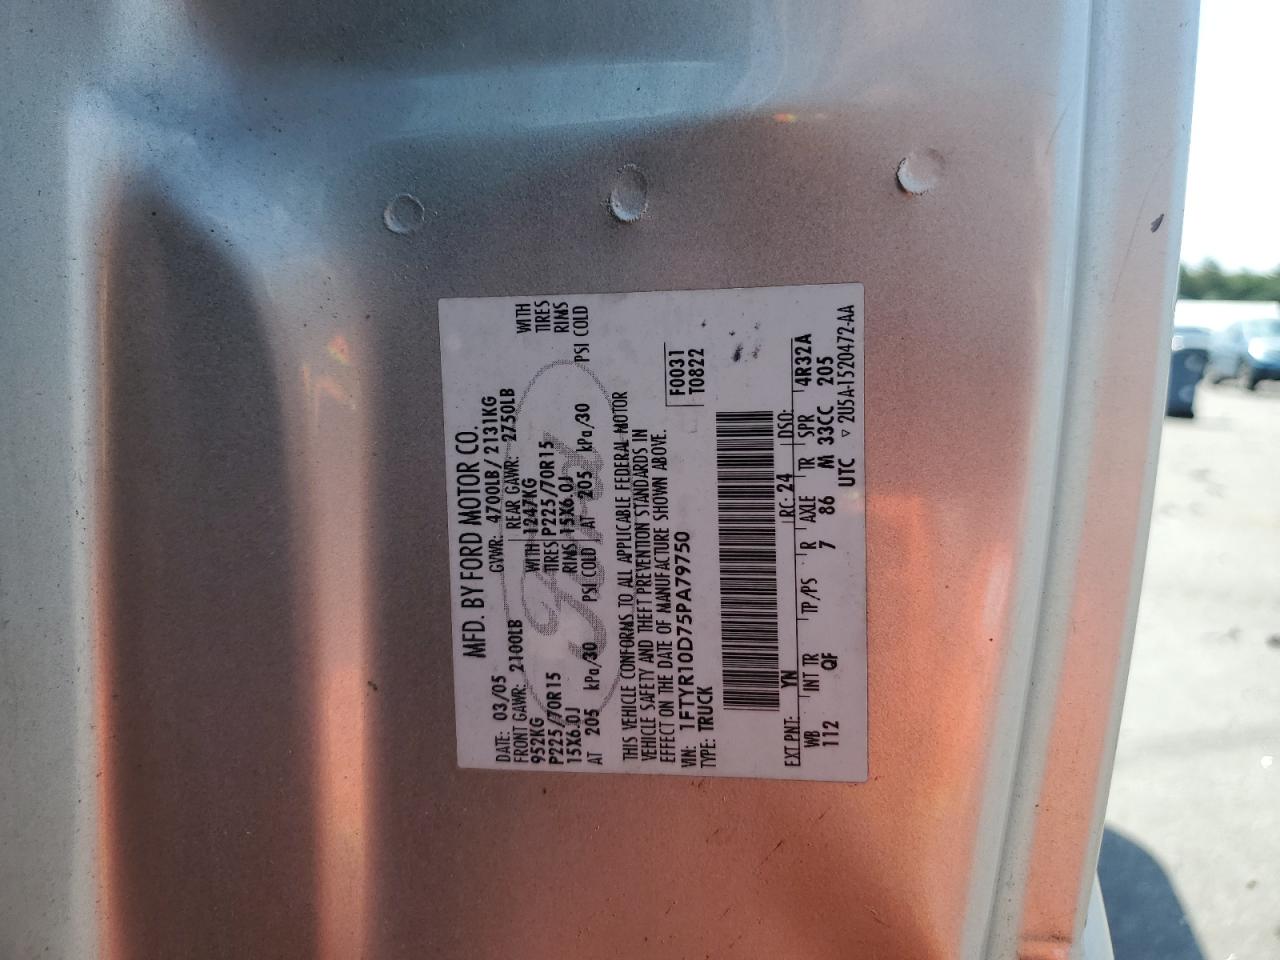 MFD. BY FORD MOTOR CO.
DATE: 03/05 GVWR: 4700LB/ 2131KG
FRONT GAWR: 2100LB REAR GAWR: 2750LB
952KG WITH 1247KG WITH
P225/70R15 TIRES P225/70R15 TIRES
15X6.0J RIMS 15X6.0J RIMS
AT 205 kPa/30 PSI COLD AT 205 kPa/30 PSI COLD
THIS VEHICLE CONFORMS TO ALL APPLICABLE FEDERAL MOTOR
VEHICLE SAFETY AND THEFT PREVENTION STANDARDS IN
EFFECT ON THE DATE OF MANUFACTURE SHOWN ABOVE.
VIN: 1FTYR10D75PA79750 F0031
TYPE: TRUCK T0822
EXT PNT: YN RC: 24 DSO:
WB INT TR TP/PS R AXLE TR SPR 4R32A
112 QF 7 86 M 33CC 205
UTC ▽ 2U5A-1520472-AA